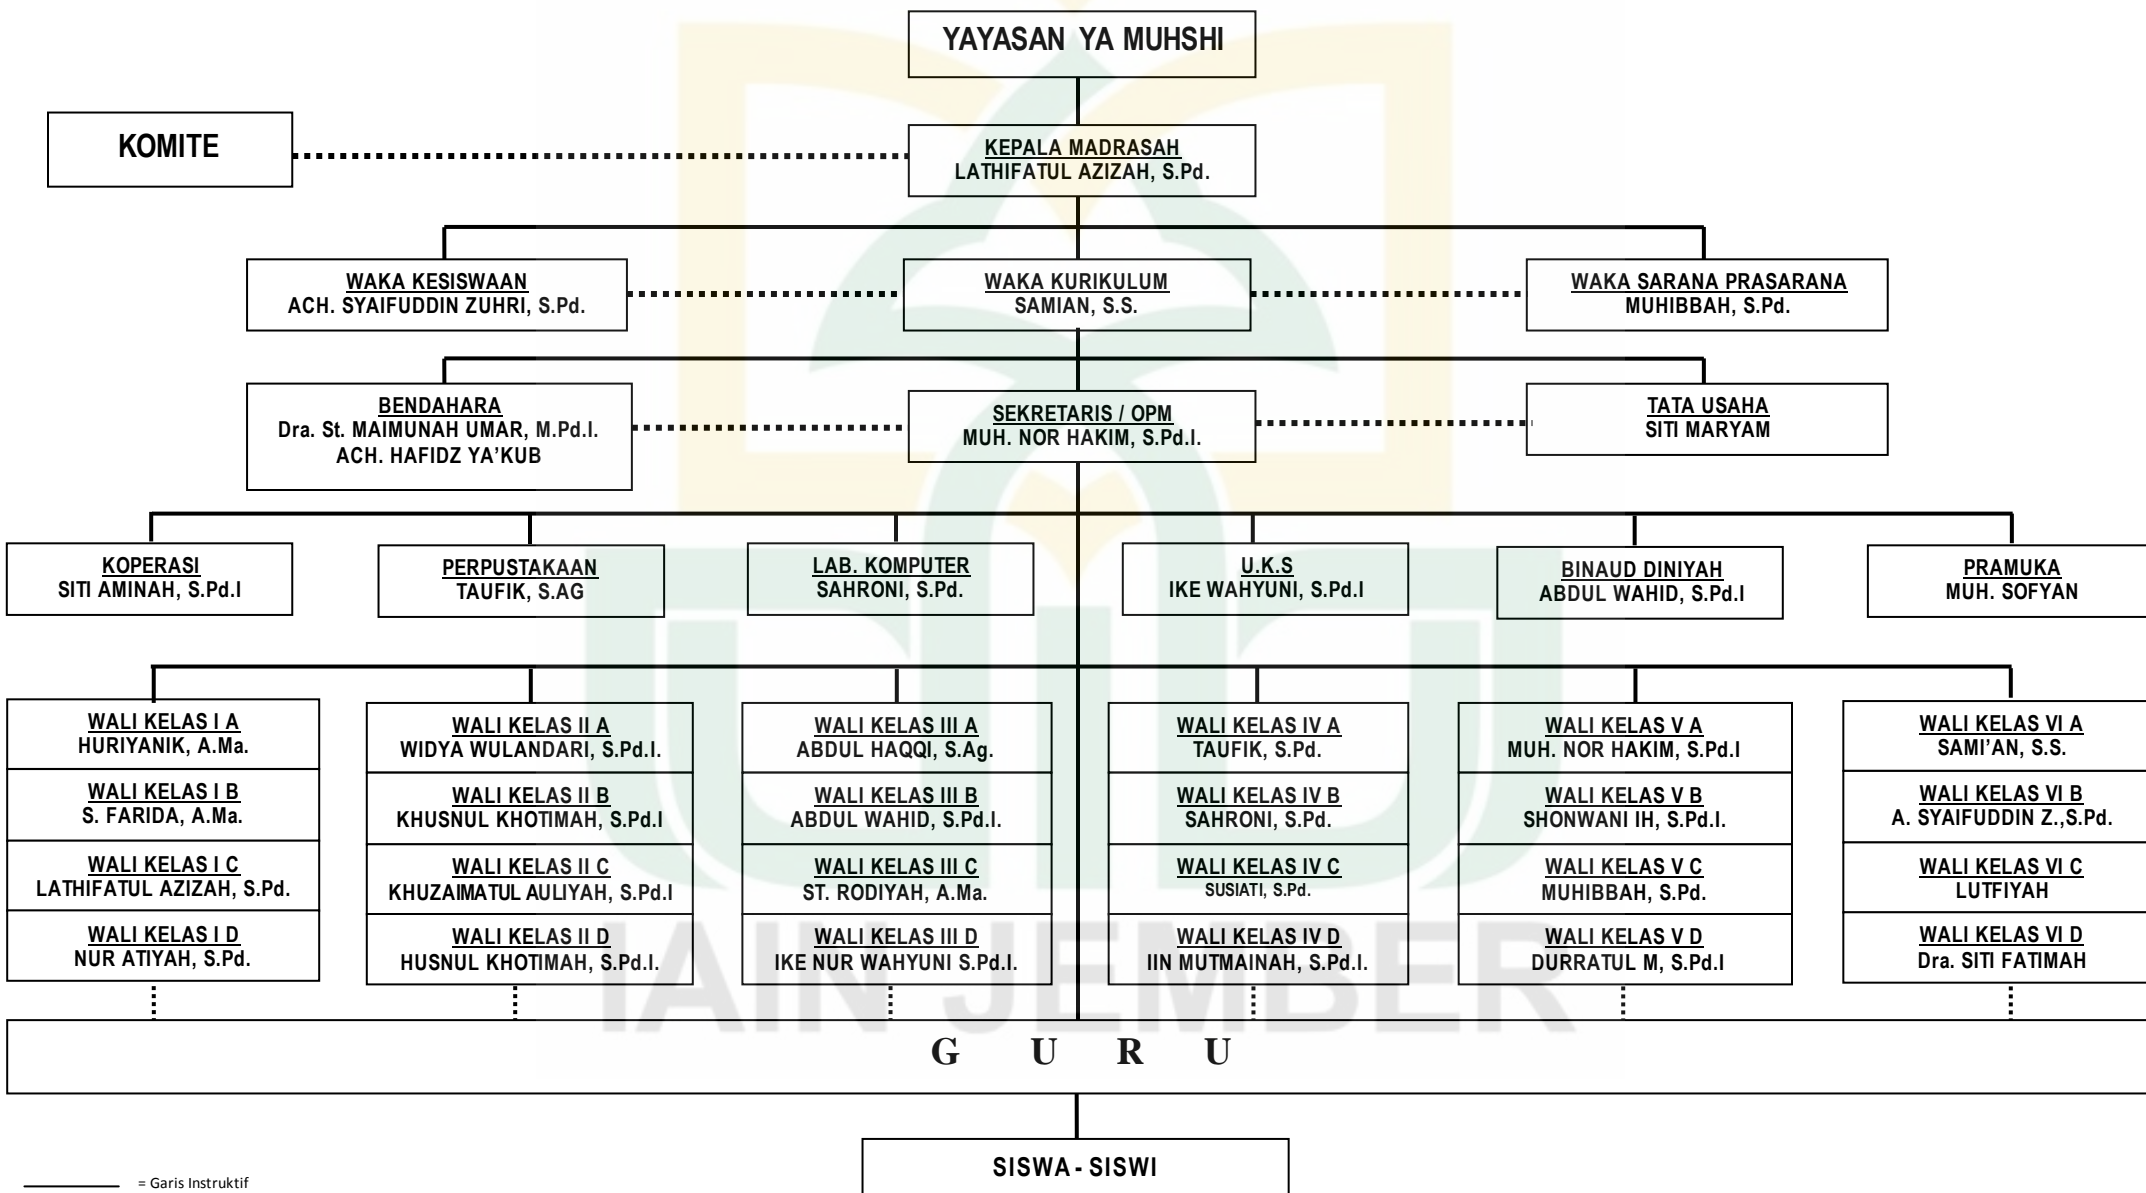 YAYASAN YA MUHSHI
KOMITE
KEPALA MADRASAH
LATHIFATUL AZIZAH, S.Pd.
WAKA KESISWAAN
ACH. SYAIFUDDIN ZUHRI, S.Pd.
WAKA KURIKULUM
SAMIAN, S.S.
WAKA SARANA PRASARANA
MUHIBBAH, S.Pd.
BENDAHARA
Dra. St. MAIMUNAH UMAR, M.Pd.I.
ACH. HAFIDZ YA’KUB
SEKRETARIS / OPM
MUH. NOR HAKIM, S.Pd.I.
TATA USAHA
SITI MARYAM
KOPERASI
SITI AMINAH, S.Pd.I
PERPUSTAKAAN
TAUFIK, S.AG
LAB. KOMPUTER
SAHRONI, S.Pd.
U.K.S
IKE WAHYUNI, S.Pd.I
BINAUD DINIYAH
ABDUL WAHID, S.Pd.I
PRAMUKA
MUH. SOFYAN
WALI KELAS I A
HURIYANIK, A.Ma.
WALI KELAS I B
S. FARIDA, A.Ma.
WALI KELAS I C
LATHIFATUL AZIZAH, S.Pd.
WALI KELAS I D
NUR ATIYAH, S.Pd.
WALI KELAS II A
WIDYA WULANDARI, S.Pd.I.
WALI KELAS II B
KHUSNUL KHOTIMAH, S.Pd.I
WALI KELAS II C
KHUZAIMATUL AULIYAH, S.Pd.I
WALI KELAS II D
HUSNUL KHOTIMAH, S.Pd.I.
WALI KELAS III A
ABDUL HAQQI, S.Ag.
WALI KELAS III B
ABDUL WAHID, S.Pd.I.
WALI KELAS III C
ST. RODIYAH, A.Ma.
WALI KELAS III D
IKE NUR WAHYUNI S.Pd.I.
WALI KELAS IV A
TAUFIK, S.Pd.
WALI KELAS IV B
SAHRONI, S.Pd.
WALI KELAS IV C
SUSIATI, S.Pd.
WALI KELAS IV D
IIN MUTMAINAH, S.Pd.I.
WALI KELAS V A
MUH. NOR HAKIM, S.Pd.I
WALI KELAS V B
SHONWANI IH, S.Pd.I.
WALI KELAS V C
MUHIBBAH, S.Pd.
WALI KELAS V D
DURRATUL M, S.Pd.I
WALI KELAS VI A
SAMI’AN, S.S.
WALI KELAS VI B
A. SYAIFUDDIN Z.,S.Pd.
WALI KELAS VI C
LUTFIYAH
WALI KELAS VI D
Dra. SITI FATIMAH
IAIN JEMBER
G U R U
SISWA - SISWI
= Garis Instruktif